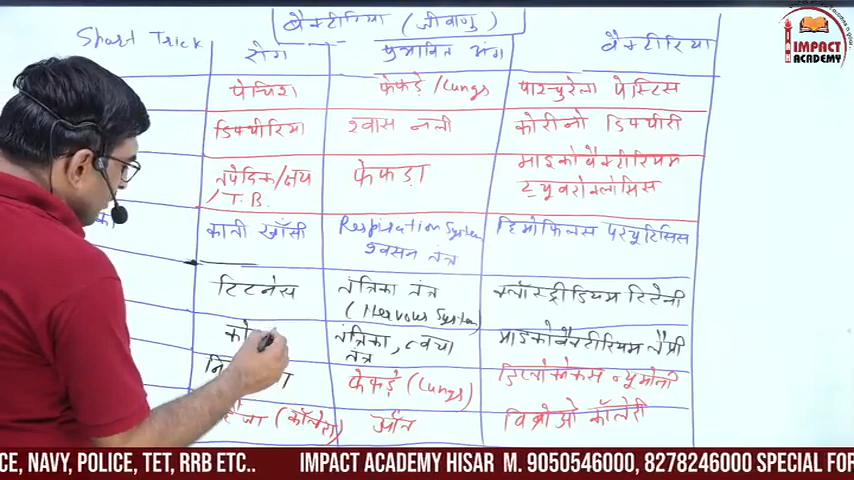 बैक्टीरिया (जीवाणु)
Short Trick
रोग प्रभावित अंग बैक्टीरिया
पेचिश फेफड़े/Lungs पाश्चुरेला पेस्टिस
डिफ्थीरिया श्वास नली कोरीनो डिफ्थीरी
तपेदिक/क्षय फेफड़ा माइकोबैक्टीरियम
/T.B. ट्यूबरोक्लोसिस
काली खाँसी Respiration System हिमोफिलस परट्यूसिस
श्वसन तंत्र
टिटनेस तंत्रिका तंत्र क्लॉस्ट्रीडियम टिटेनी
(Nervous System)
को तंत्रिका, त्वचा माइकोबैक्टीरियम लैप्री
तंत्र
नि फेफड़े (Lungs) डिप्लोकोकस न्यूमोनी
हैजा (कॉलेरा) आँत विब्रीओ कॉलेरी
IMPACT
ACADEMY
CE, NAVY, POLICE, TET, RRB ETC.. IMPACT ACADEMY HISAR M. 9050546000, 8278246000 SPECIAL FOR